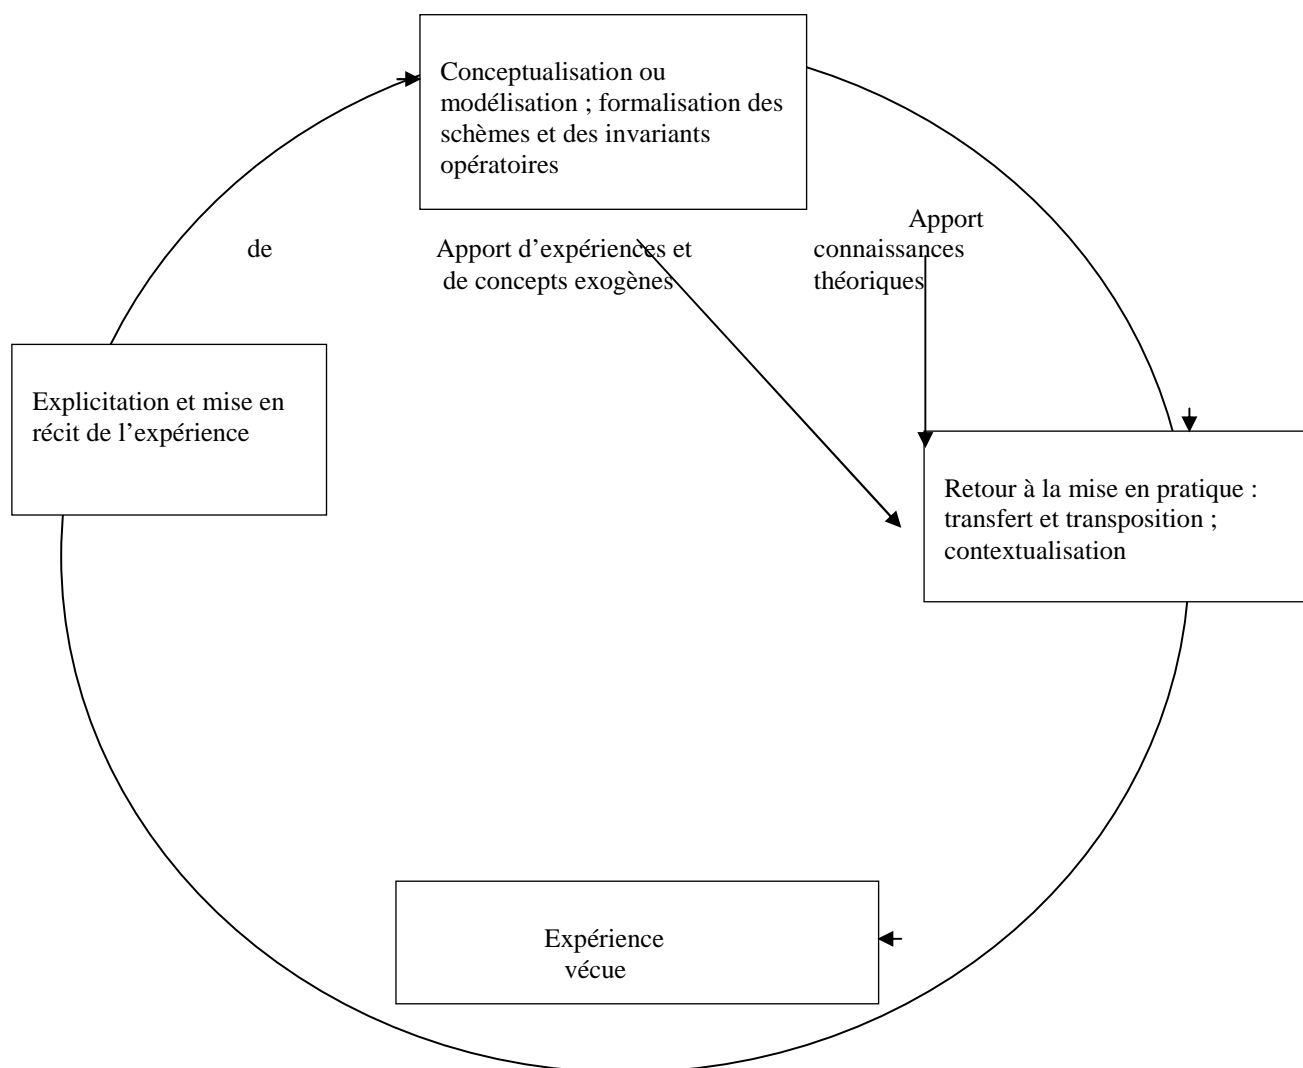 Conceptualisation ou
modélisation ; formalisation des
schèmes et des invariants
opératoires
Apport
de Apport d’expériences et connaissances
de concepts exogènes théoriques
Explicitation et mise en
récit de l’expérience
Retour à la mise en pratique :
transfert et transposition ;
contextualisation
Expérience
vécue